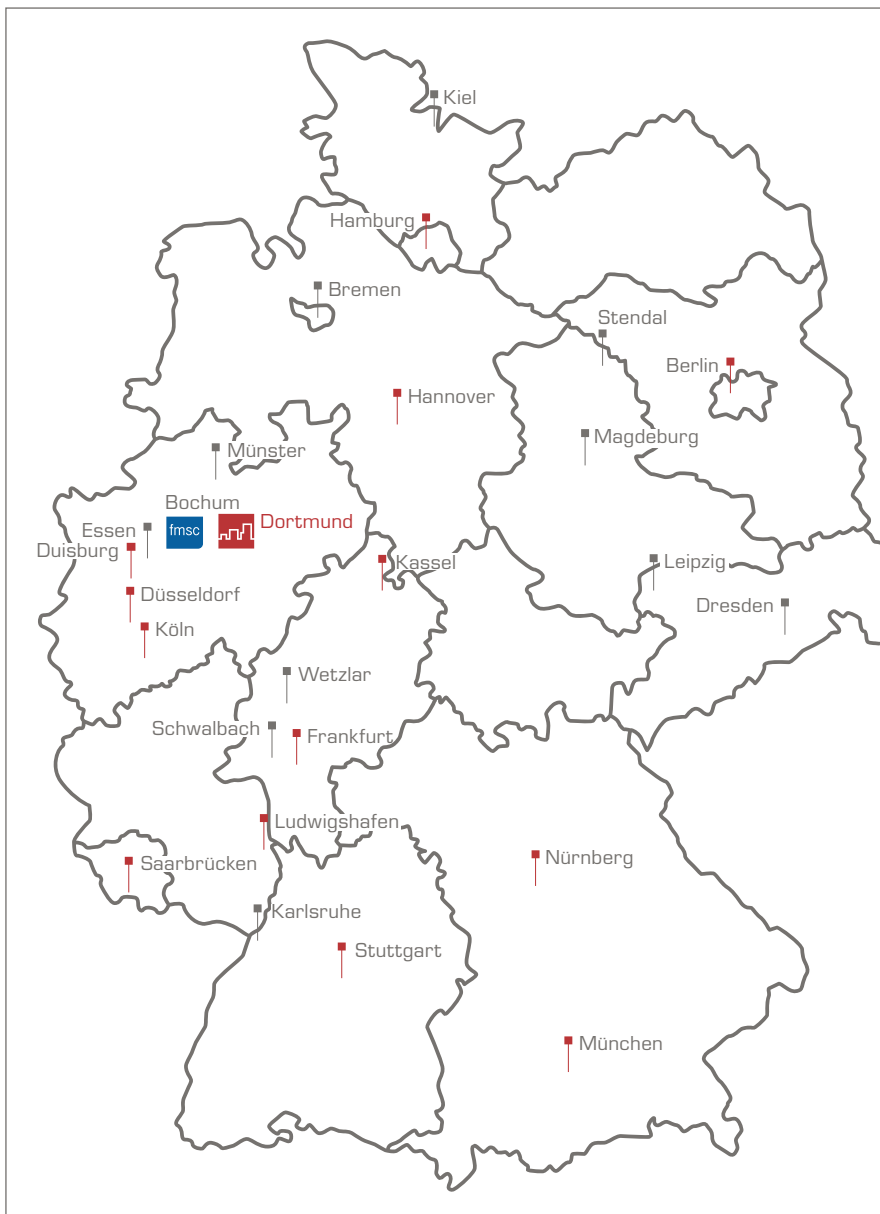 Kiel
Hamburg
Bremen
Stendal
Berlin
Hannover
Magdeburg
Münster
Bochum
fmsc
Dortmund
Essen
Duisburg
Kassel
Leipzig
Düsseldorf
Dresden
Köln
Wetzlar
Schwalbach
Frankfurt
Ludwigshafen
Nürnberg
Saarbrücken
Karlsruhe
Stuttgart
München